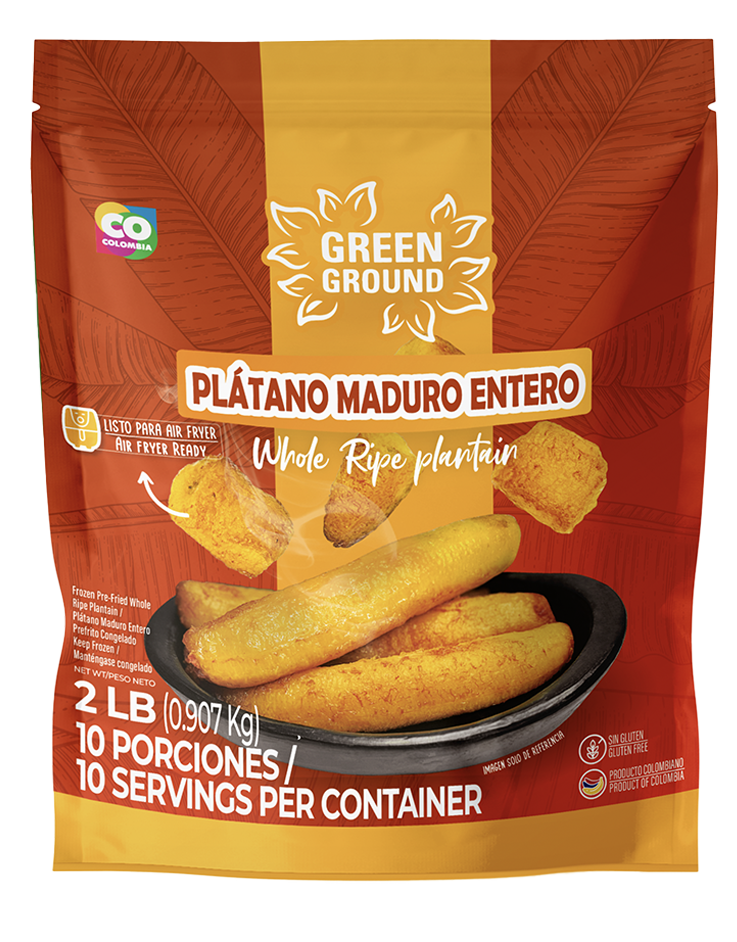 CO
COLOMBIA
GREEN
GROUND
PLÁTANO MADURO ENTERO
Whole Ripe plantain
LISTO PARA AIR FRYER
AIR FRYER READY
Frozen Pre-Fried Whole
Ripe Plantain /
Plátano Maduro Entero
Prefrito Congelado
Keep Frozen /
Manténgase congelado
NET WT/PESO NETO
2 LB (0.907 Kg)
10 PORCIONES /
10 SERVINGS PER CONTAINER
IMAGEN SOLO DE REFERENCIA
SIN GLUTEN
GLUTEN FREE
PRODUCTO COLOMBIANO
PRODUCT OF COLOMBIA